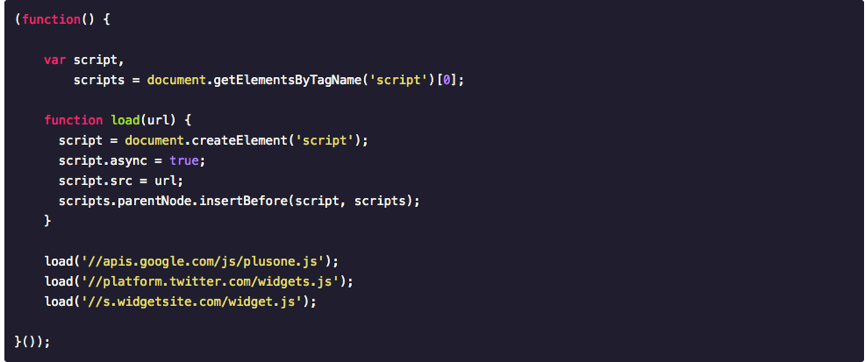 (function() {
var script,
scripts = document.getElementsByTagName('script')[0];
function load(url) {
script = document.createElement('script');
script.async = true;
script.src = url;
scripts.parentNode.insertBefore(script, scripts);
}
load('//apis.google.com/js/plusone.js');
load('//platform.twitter.com/widgets.js');
load('//s.widgetsite.com/widget.js');
}());